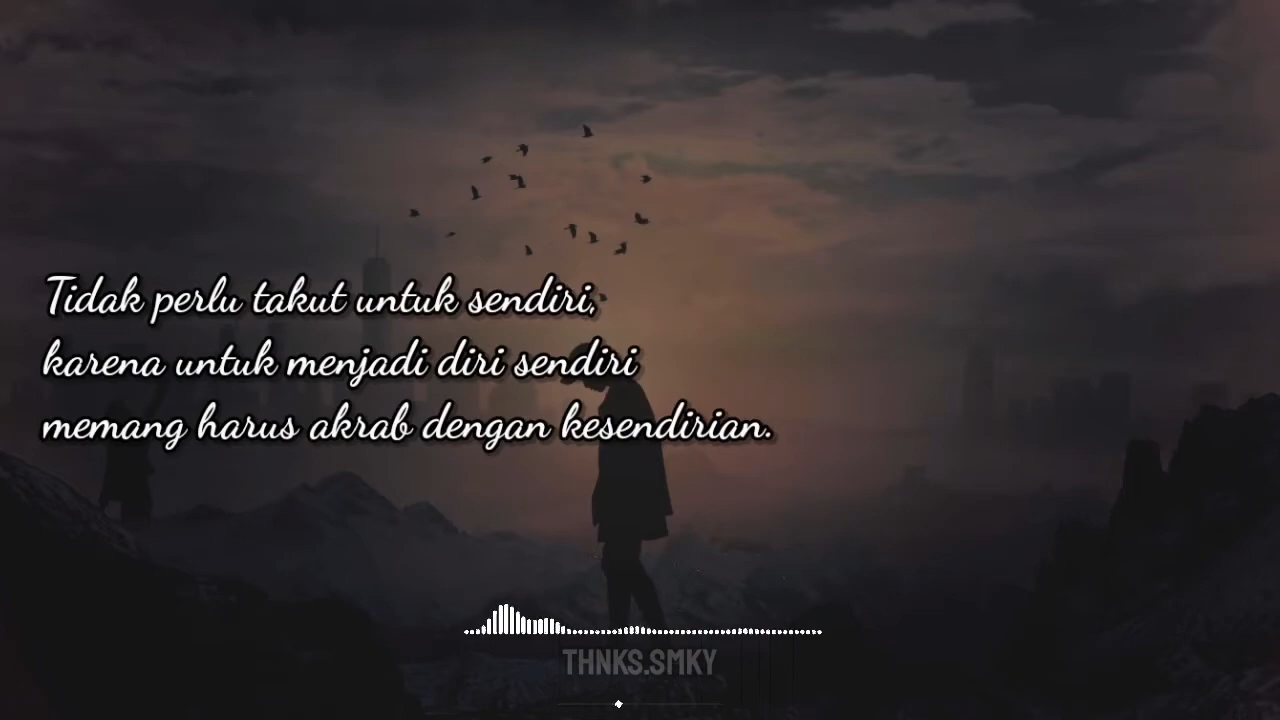 Tidak perlu takut untuk sendiri,
karena untuk menjadi diri sendiri
memang harus akrab dengan kesendirian.
THNKS.SMKY